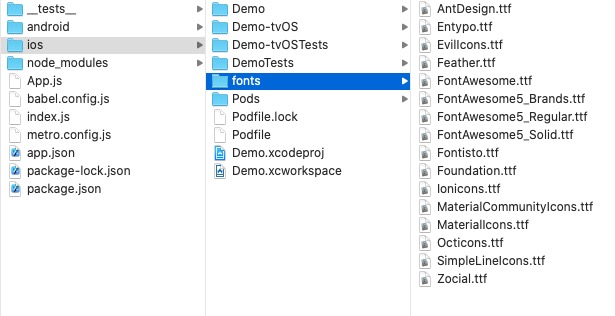 __tests__
android
ios
node_modules
App.js
babel.config.js
index.js
metro.config.js
app.json
package-lock.json
package.json
Demo
Demo-tvOS
Demo-tvOSTests
DemoTests
fonts
Pods
Podfile.lock
Podfile
Demo.xcodeproj
Demo.xcworkspace
AntDesign.ttf
Entypo.ttf
EvilIcons.ttf
Feather.ttf
FontAwesome.ttf
FontAwesome5_Brands.ttf
FontAwesome5_Regular.ttf
FontAwesome5_Solid.ttf
Fontisto.ttf
Foundation.ttf
Ionicons.ttf
MaterialCommunityIcons.ttf
MaterialIcons.ttf
Octicons.ttf
SimpleLineIcons.ttf
Zocial.ttf